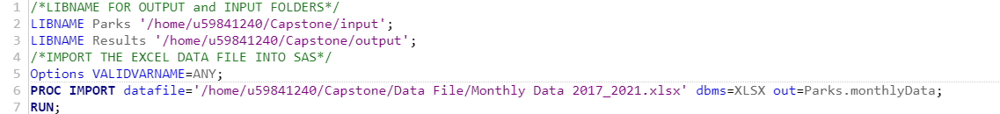 1 /*LIBNAME FOR OUTPUT and INPUT FOLDERS*/
2 LIBNAME Parks '/home/u59841240/Capstone/input';
3 LIBNAME Results '/home/u59841240/Capstone/output';
4 /*IMPORT THE EXCEL DATA FILE INTO SAS*/
5 Options VALIDVARNAME=ANY;
6 PROC IMPORT datafile='/home/u59841240/Capstone/Data File/Monthly Data 2017_2021.xlsx' dbms=XLSX out=Parks.monthlyData;
7 RUN;